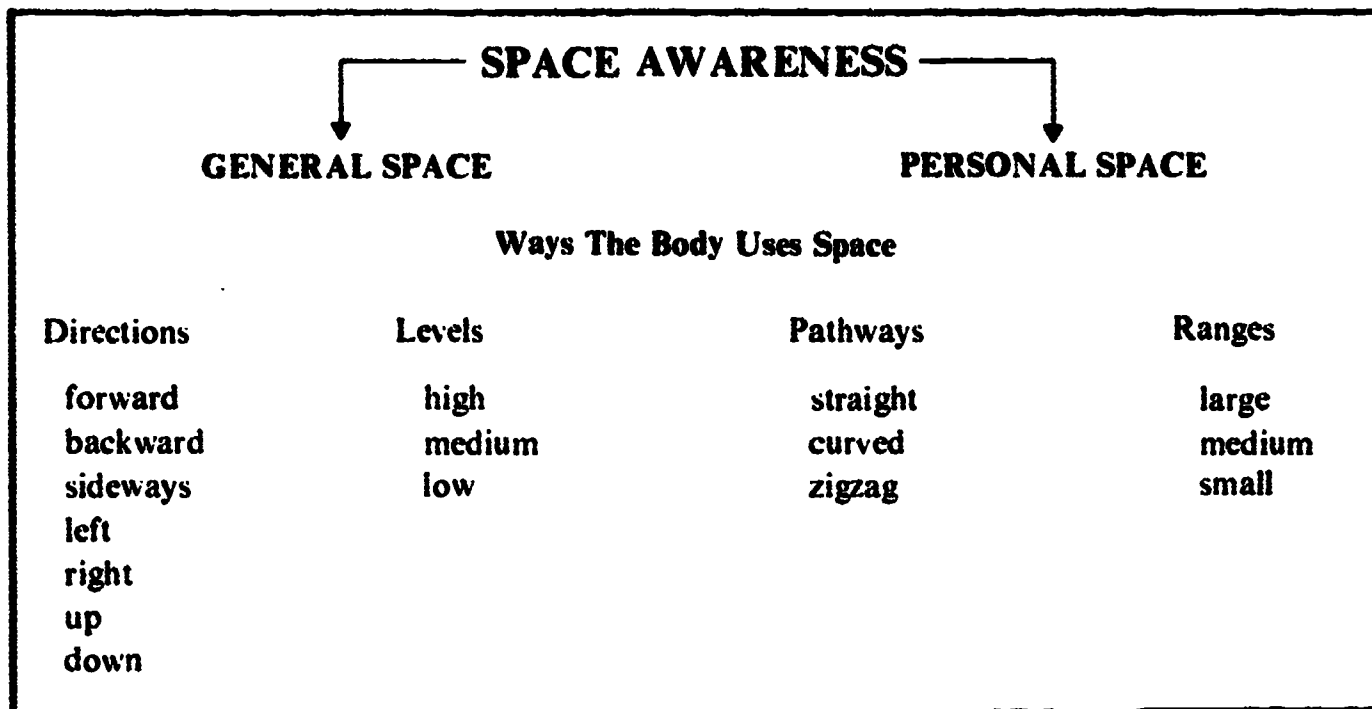 SPACE AWARENESS
GENERAL SPACE PERSONAL SPACE
Ways The Body Uses Space
Directions Levels Pathways Ranges
forward high straight large
backward medium curved medium
sideways low zigzag small
left
right
up
down